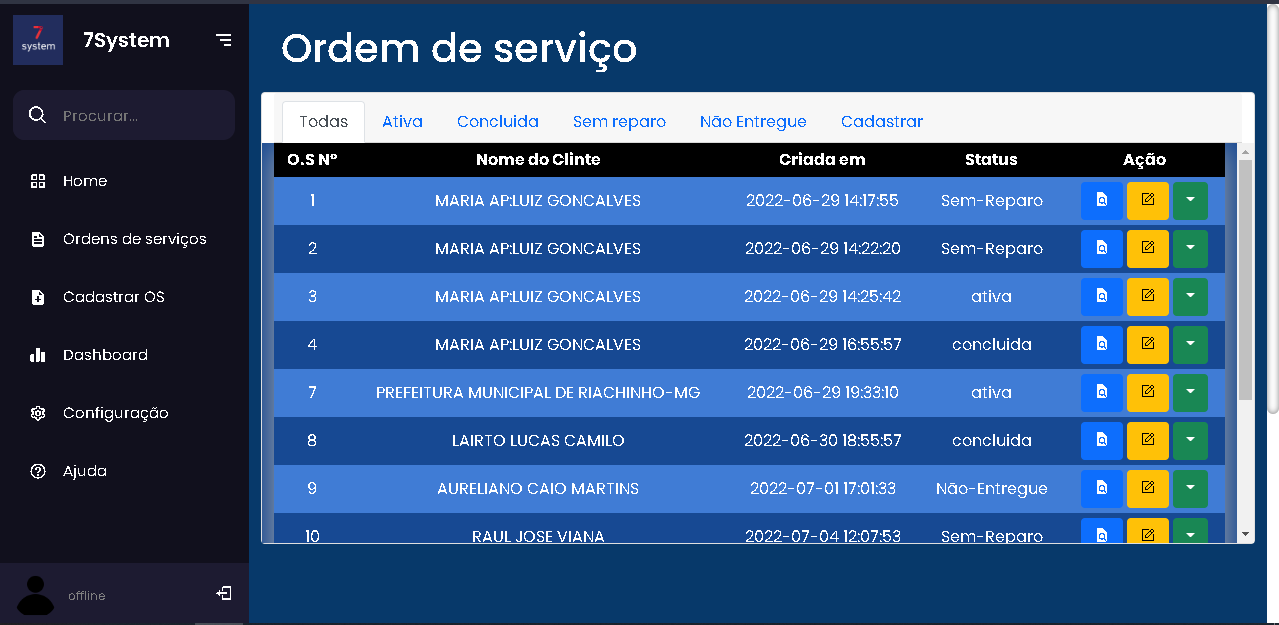 7
system
7System
Procurar...
Home
Ordens de serviços
Cadastrar OS
Dashboard
Configuração
Ajuda
offline
Ordem de serviço
Todas Ativa Concluida Sem reparo Não Entregue Cadastrar
O.S Nº Nome do Clinte Criada em Status Ação
1 MARIA AP:LUIZ GONCALVES 2022-06-29 14:17:55 Sem-Reparo
2 MARIA AP:LUIZ GONCALVES 2022-06-29 14:22:20 Sem-Reparo
3 MARIA AP:LUIZ GONCALVES 2022-06-29 14:25:42 ativa
4 MARIA AP:LUIZ GONCALVES 2022-06-29 16:55:57 concluida
7 PREFEITURA MUNICIPAL DE RIACHINHO-MG 2022-06-29 19:33:10 ativa
8 LAIRTO LUCAS CAMILO 2022-06-30 18:55:57 concluida
9 AURELIANO CAIO MARTINS 2022-07-01 17:01:33 Não-Entregue
10 RAUL JOSE VIANA 2022-07-04 12:07:53 Sem-Reparo